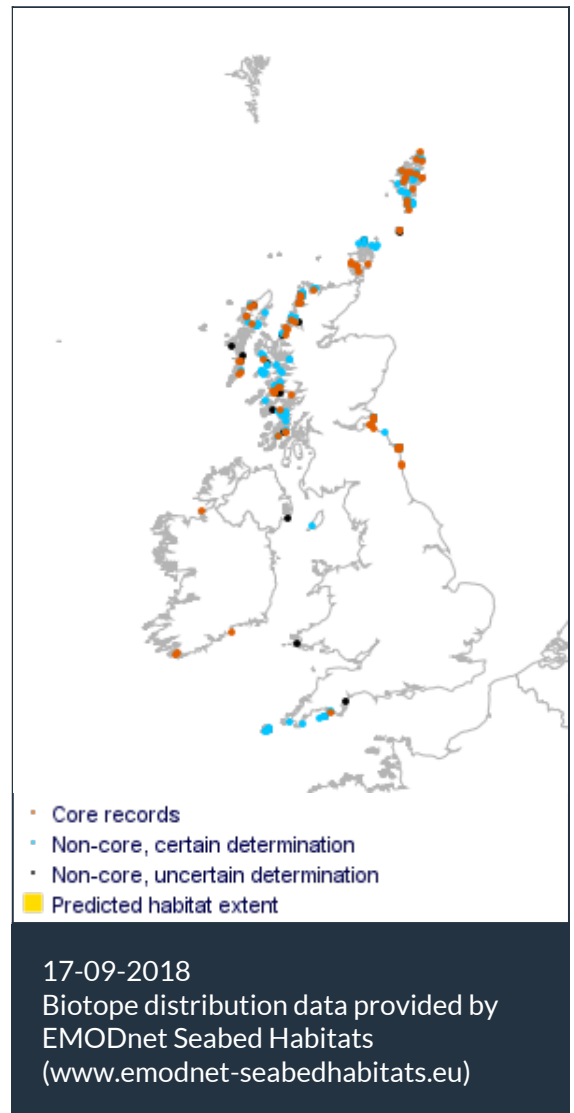 Core records
Non-core, certain determination
Non-core, uncertain determination
Predicted habitat extent
17-09-2018
Biotope distribution data provided by
EMODnet Seabed Habitats
(www.emodnet-seabedhabitats.eu)